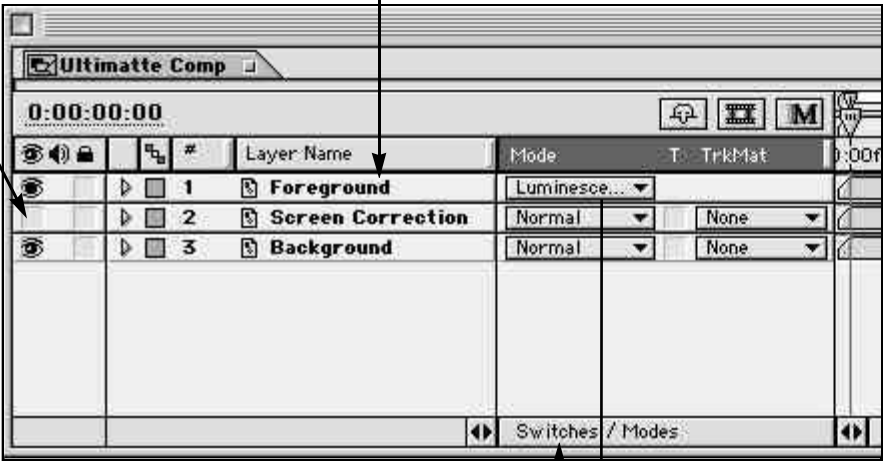 Ultimatte Comp
0:00:00:00 M
# Layer Name Mode T TrkMat :00f
1 Foreground Luminesce...
2 Screen Correction Normal None
3 Background Normal None
Switches / Modes